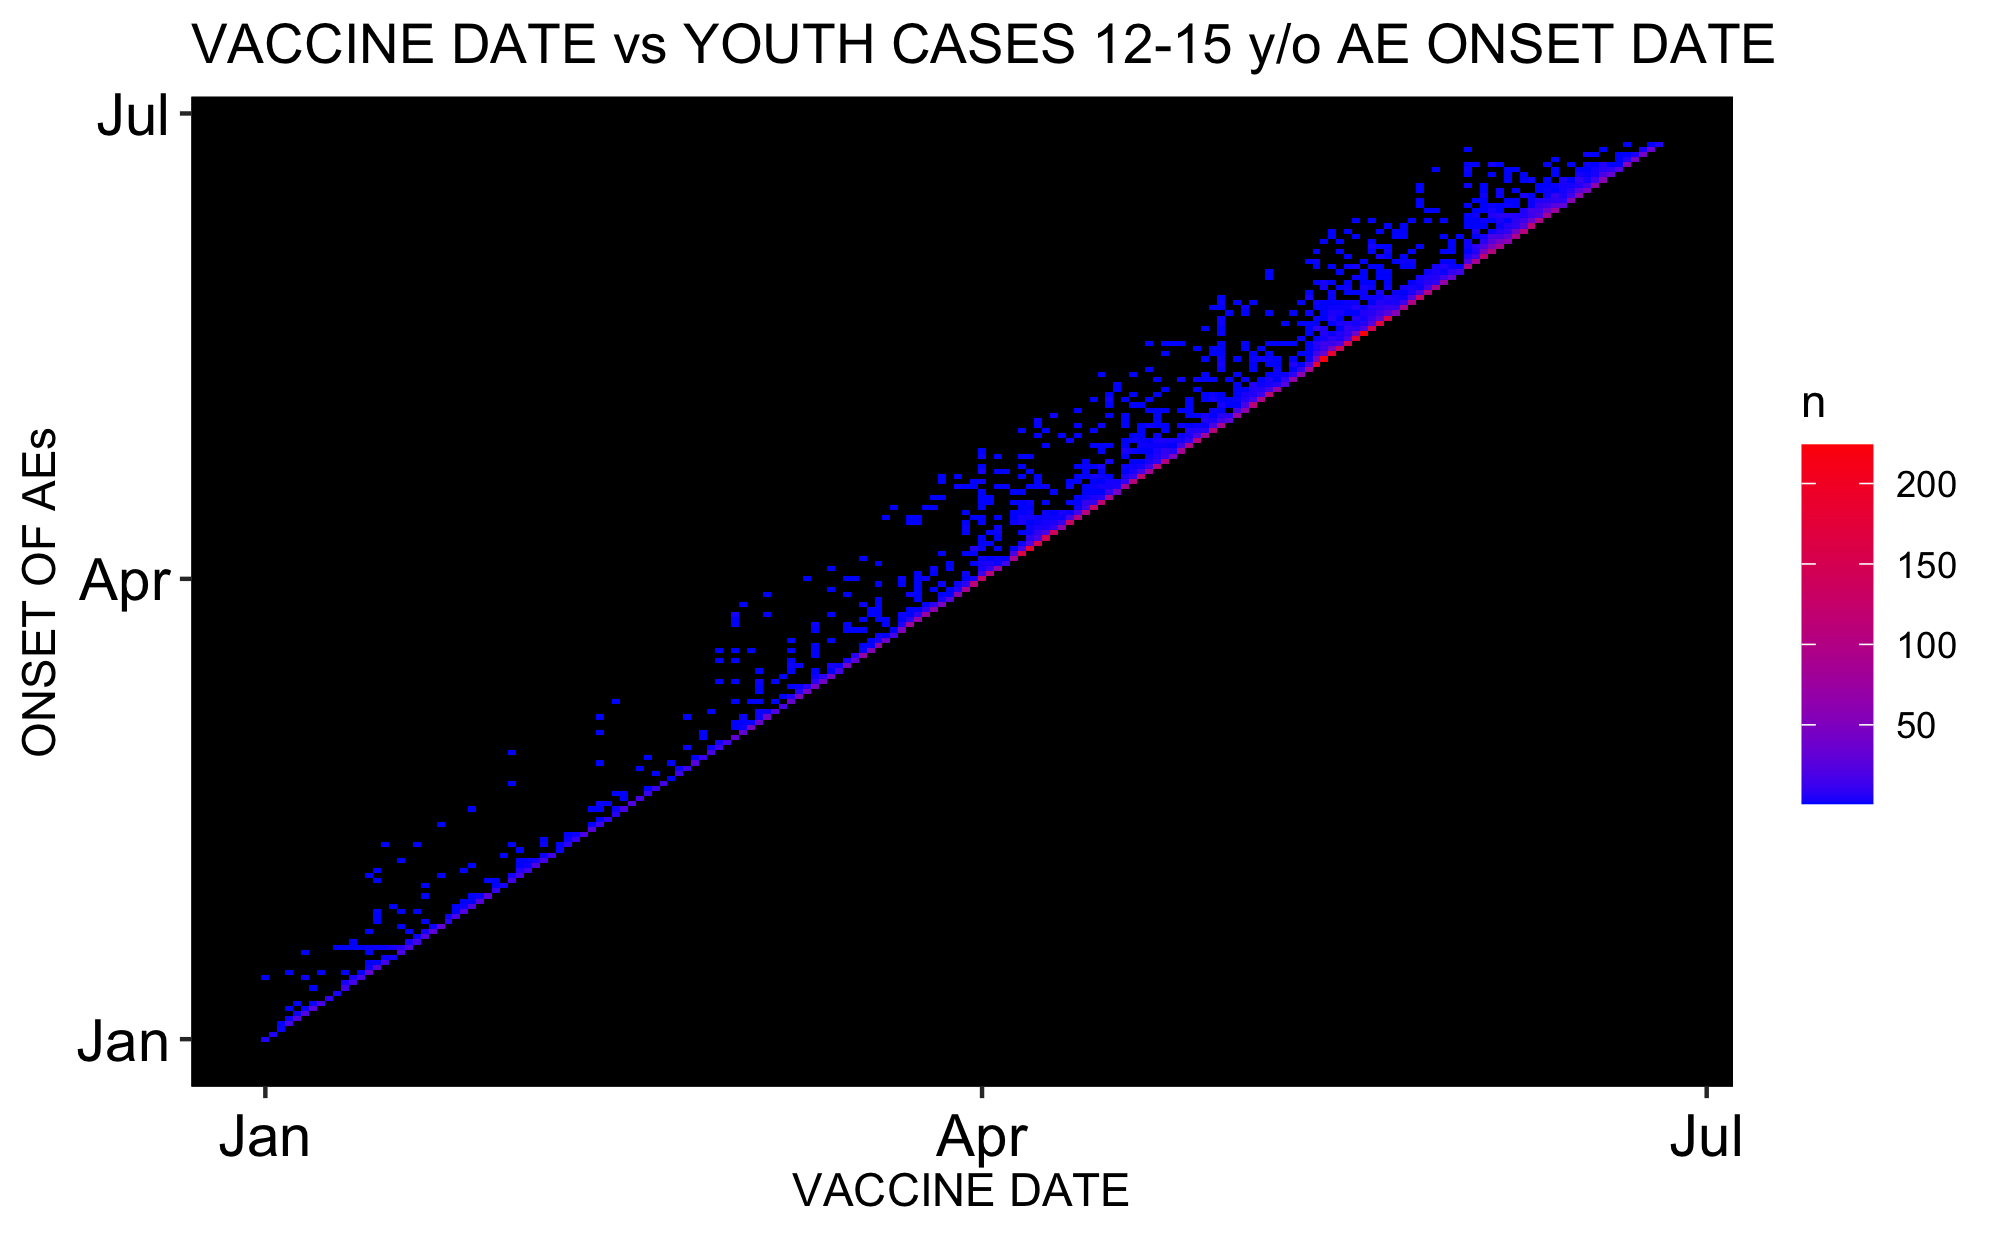 VACCINE DATE vs YOUTH CASES 12-15 y/o AE ONSET DATE
Jul
Apr
Jan
ONSET OF AEs
Jan
Apr
Jul
VACCINE DATE
n
200
150
100
50